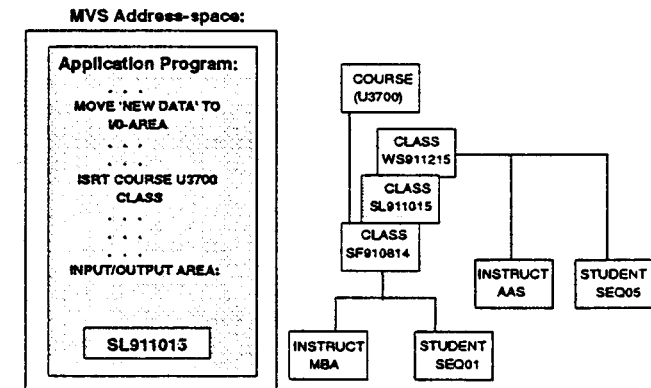 MVS Address-space:
Application Program:
. . .
MOVE 'NEW DATA' TO
I/O-AREA
. . .
. . .
ISRT COURSE U3700
CLASS
. . .
. . .
. . .
INPUT/OUTPUT AREA:
SL911015
COURSE
(U3700)
CLASS
WS911215
CLASS
SL911015
CLASS
SF910814
INSTRUCT
AAS
STUDENT
SEQ05
INSTRUCT
MBA
STUDENT
SEQ01